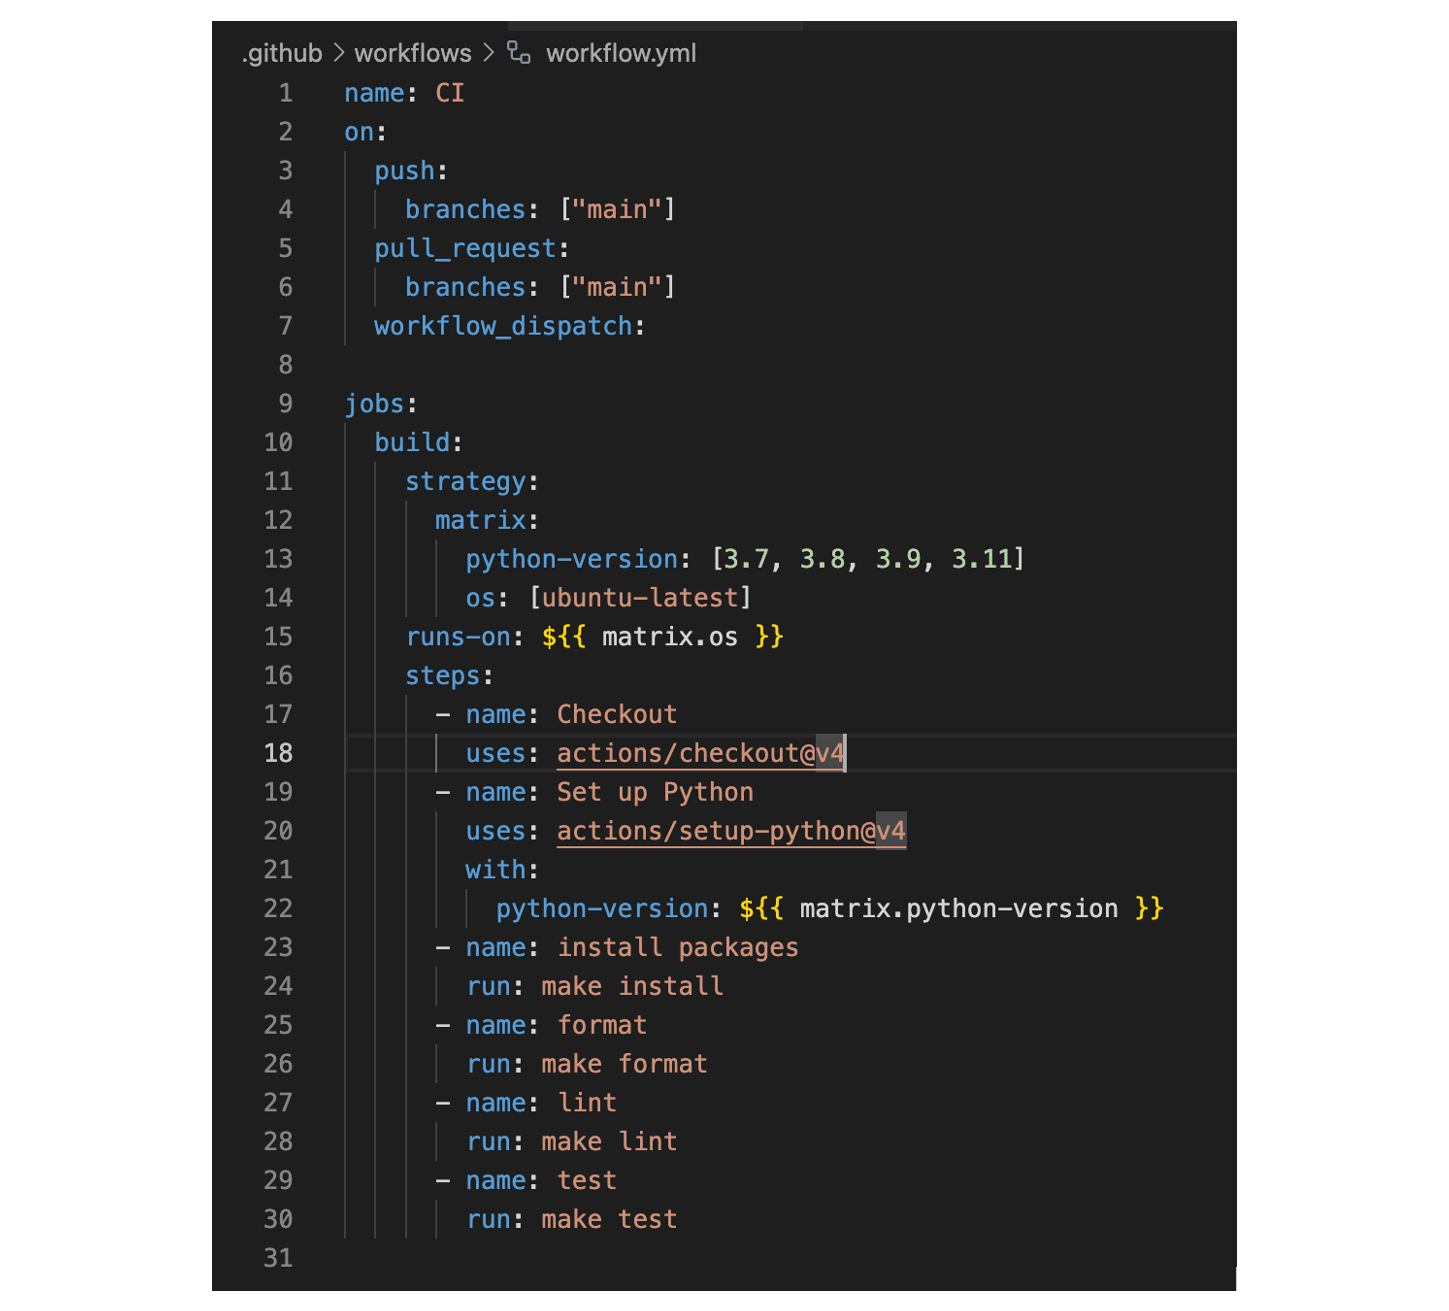 .github > workflows > workflow.yml
1 name: CI
2 on:
3   push:
4     branches: ["main"]
5   pull_request:
6     branches: ["main"]
7   workflow_dispatch:
8
9 jobs:
10   build:
11     strategy:
12       matrix:
13         python-version: [3.7, 3.8, 3.9, 3.11]
14         os: [ubuntu-latest]
15     runs-on: ${{ matrix.os }}
16     steps:
17       - name: Checkout
18         uses: actions/checkout@v4
19       - name: Set up Python
20         uses: actions/setup-python@v4
21         with:
22           python-version: ${{ matrix.python-version }}
23       - name: install packages
24         run: make install
25       - name: format
26         run: make format
27       - name: lint
28         run: make lint
29       - name: test
30         run: make test
31